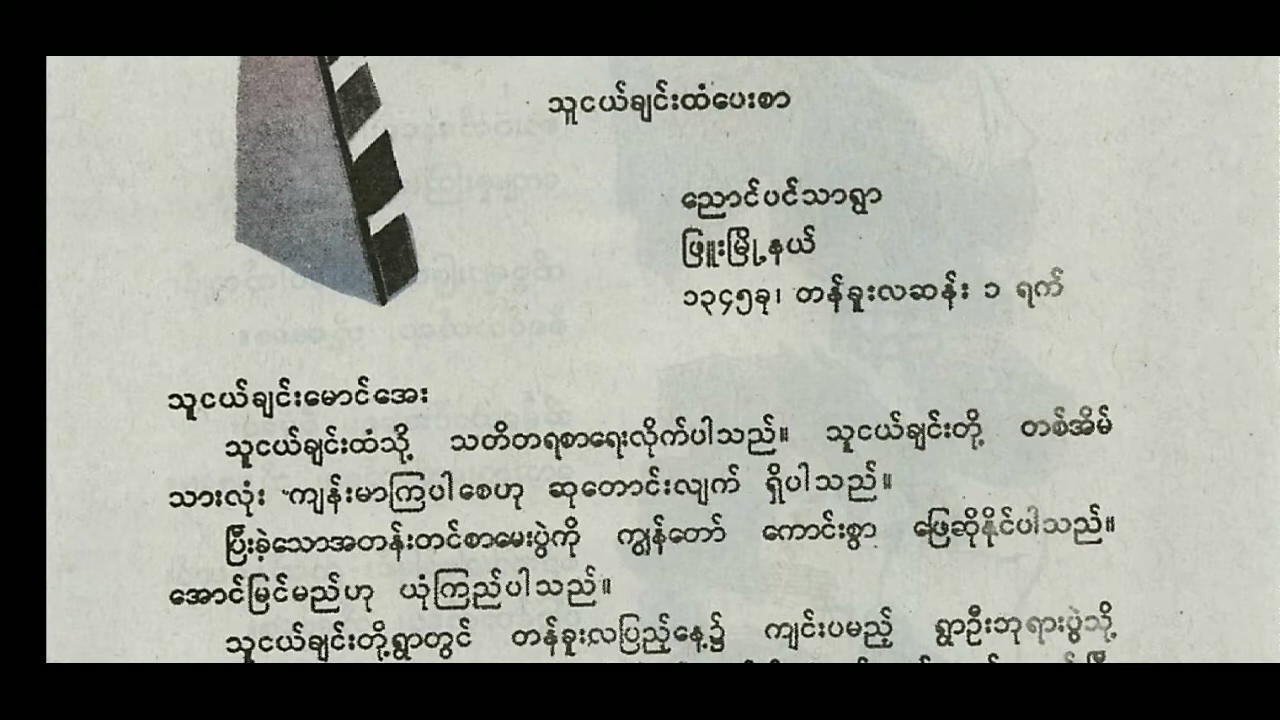 သူငယ်ချင်းထံပေးစာ
ညောင်ပင်သာရွာ
ဖြူးမြို့နယ်
၁၃၄၅ခု၊ တန်ခူးလဆန်း ၁ ရက်
သူငယ်ချင်းမောင်အေး
သူငယ်ချင်းထံသို့ သတိတရစာရေးလိုက်ပါသည်။ သူငယ်ချင်းတို့ တစ်အိမ်
သားလုံး ကျန်းမာကြပါစေဟု ဆုတောင်းလျက် ရှိပါသည်။
ပြီးခဲ့သောအတန်းတင်စာမေးပွဲကို ကျွန်တော် ကောင်းစွာ ဖြေဆိုနိုင်ပါသည်။
အောင်မြင်မည်ဟု ယုံကြည်ပါသည်။
သူငယ်ချင်းတို့ရွာတွင် တန်ခူးလပြည့်နေ့၌ ကျင်းပမည့် ရွာဦးဘုရားပွဲသို့